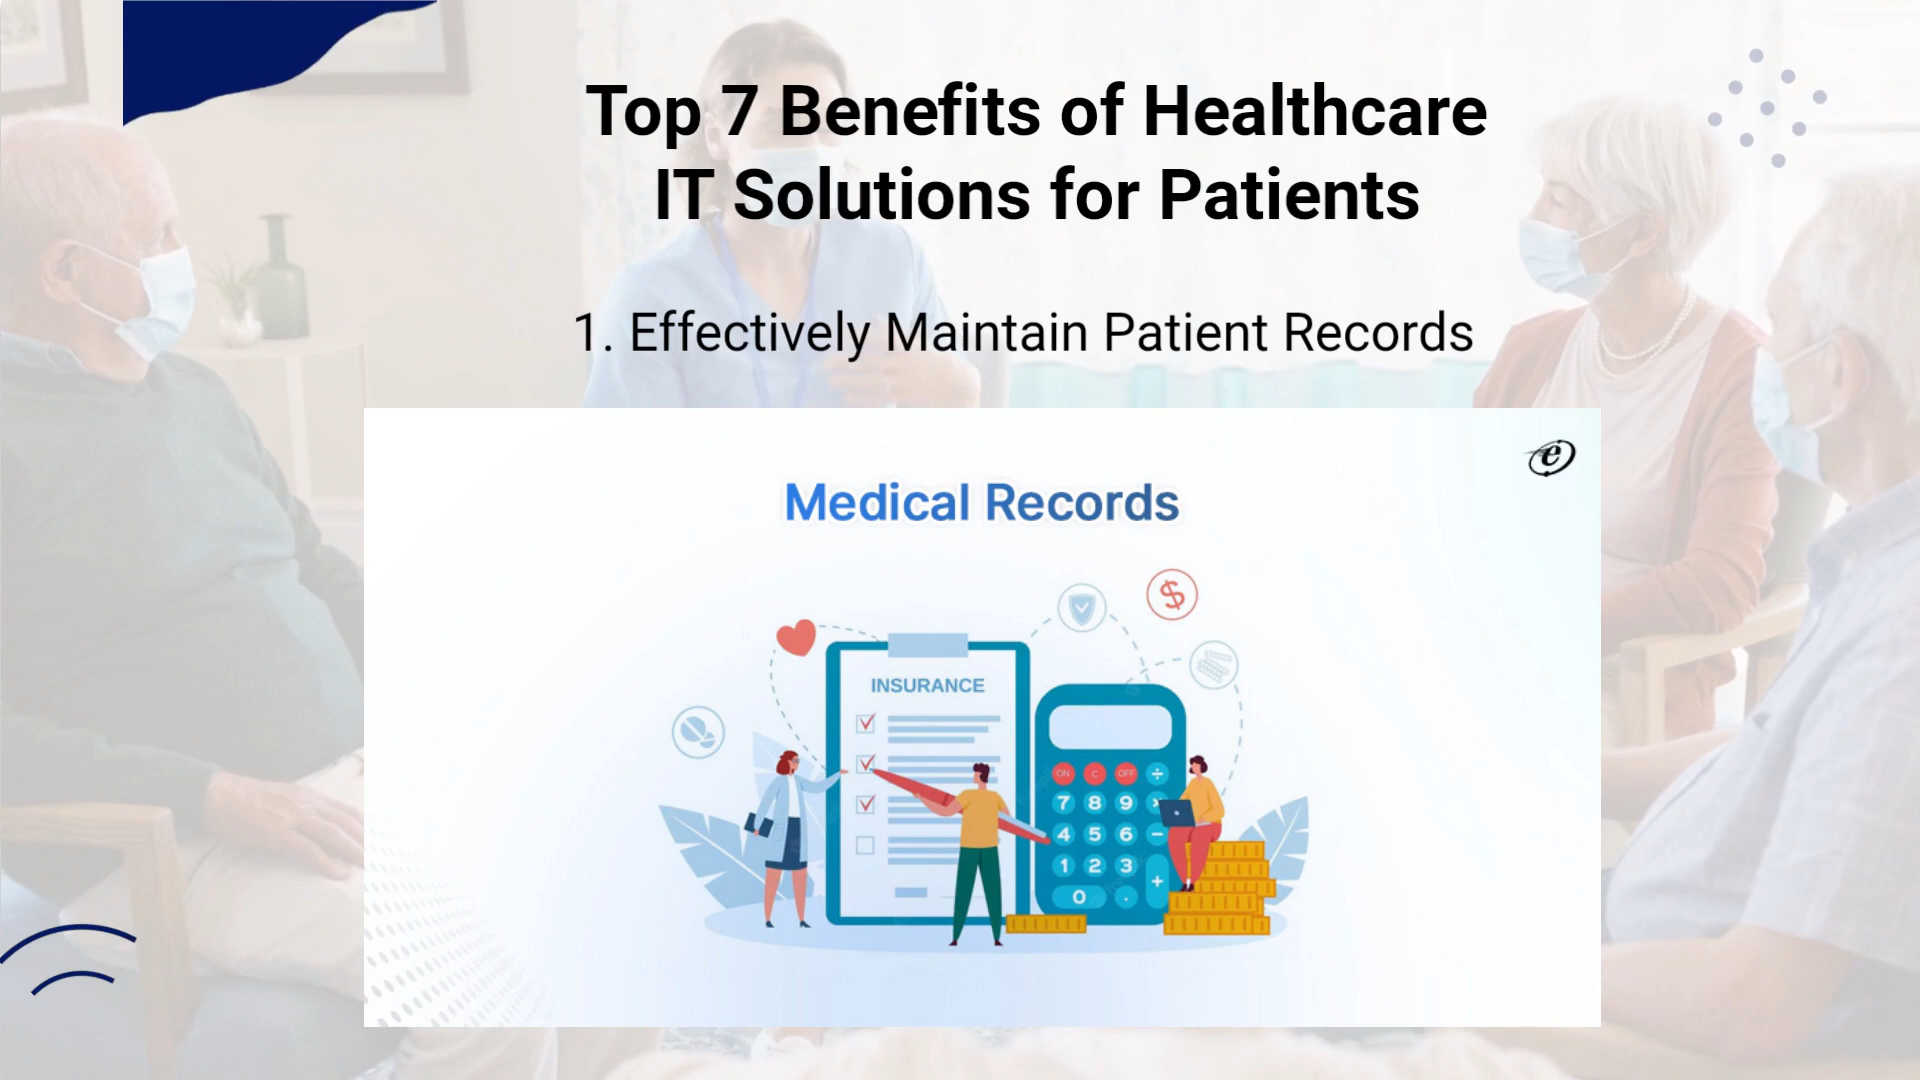 Top 7 Benefits of Healthcare
IT Solutions for Patients
1. Effectively Maintain Patient Records
e
Medical Records
INSURANCE
ON C OFF ÷
7 8 9 ×
4 5 6 −
1 2 3
+
0 .